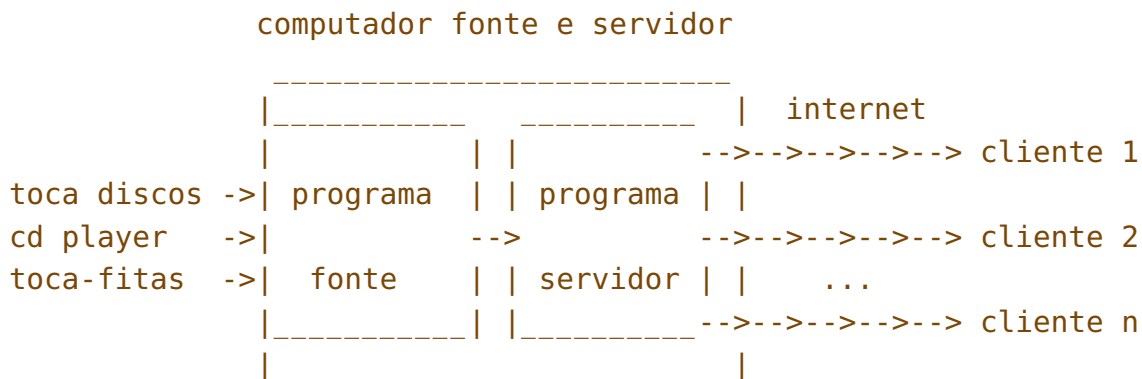 computador fonte e servidor
__________________________
|___________   __________  |  internet
|           | |          -->-->-->-->--> cliente 1
toca discos ->| programa  | | programa | |
cd player   ->|           -->          -->-->-->-->--> cliente 2
toca-fitas  ->|  fonte    | | servidor | |    ...
|___________| |__________-->-->-->-->--> cliente n
|                          |